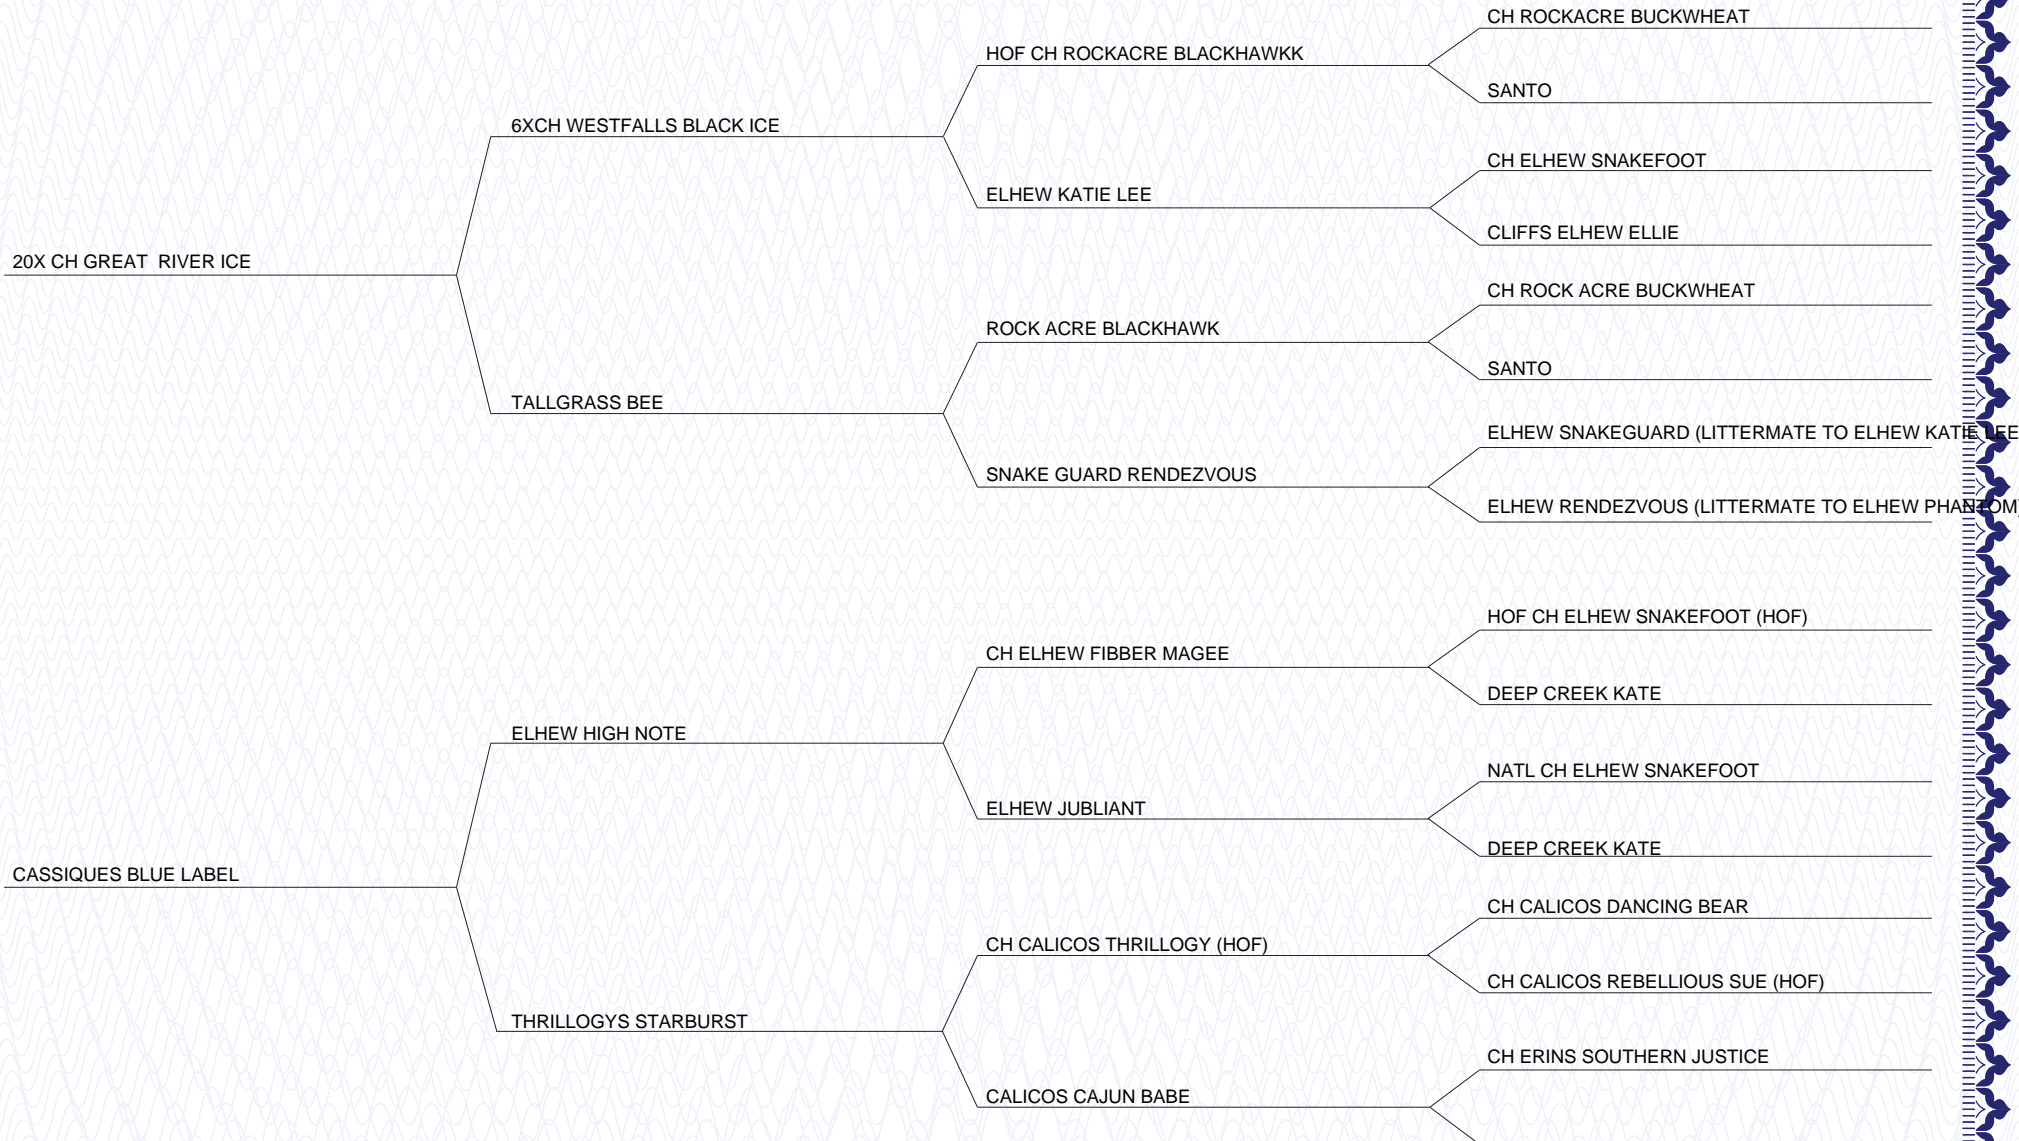 CH ROCKACRE BUCKWHEAT
HOF CH ROCKACRE BLACKHAWKK
SANTO
6XCH WESTFALLS BLACK ICE
CH ELHEW SNAKEFOOT
ELHEW KATIE LEE
CLIFFS ELHEW ELLIE
20X CH GREAT  RIVER ICE
CH ROCK ACRE BUCKWHEAT
ROCK ACRE BLACKHAWK
SANTO
TALLGRASS BEE
ELHEW SNAKEGUARD (LITTERMATE TO ELHEW KATIE LEE
SNAKE GUARD RENDEZVOUS
ELHEW RENDEZVOUS (LITTERMATE TO ELHEW PHANTOM)
HOF CH ELHEW SNAKEFOOT (HOF)
CH ELHEW FIBBER MAGEE
DEEP CREEK KATE
ELHEW HIGH NOTE
NATL CH ELHEW SNAKEFOOT
ELHEW JUBLIANT
DEEP CREEK KATE
CASSIQUES BLUE LABEL
CH CALICOS DANCING BEAR
CH CALICOS THRILLOGY (HOF)
CH CALICOS REBELLIOUS SUE (HOF)
THRILLOGYS STARBURST
CH ERINS SOUTHERN JUSTICE
CALICOS CAJUN BABE